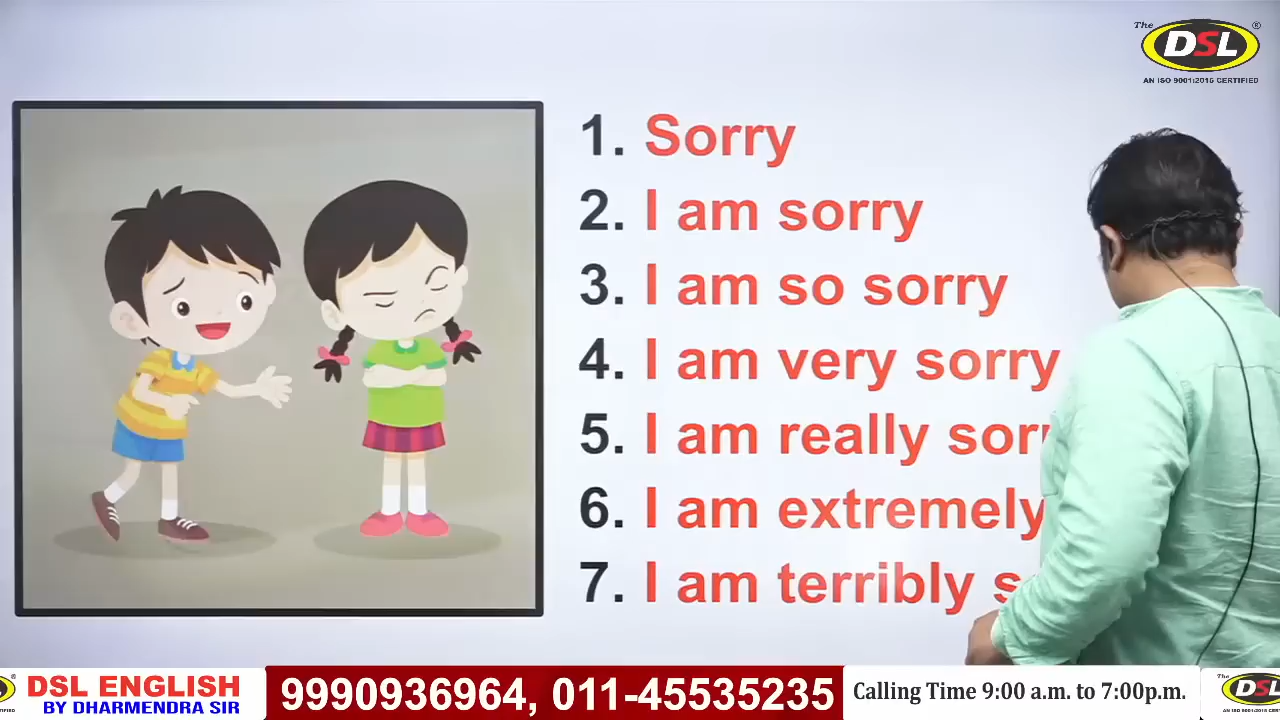 The
DSL
®
AN ISO 9001:2015 CERTIFIED
1. Sorry
2. I am sorry
3. I am so sorry
4. I am very sorry
5. I am really
6. I am extremely
7. I am terribly
DSL ENGLISH
BY DHARMENDRA SIR
9990936964, 011-45535235
Calling Time 9:00 a.m. to 7:00p.m.
The
DSL